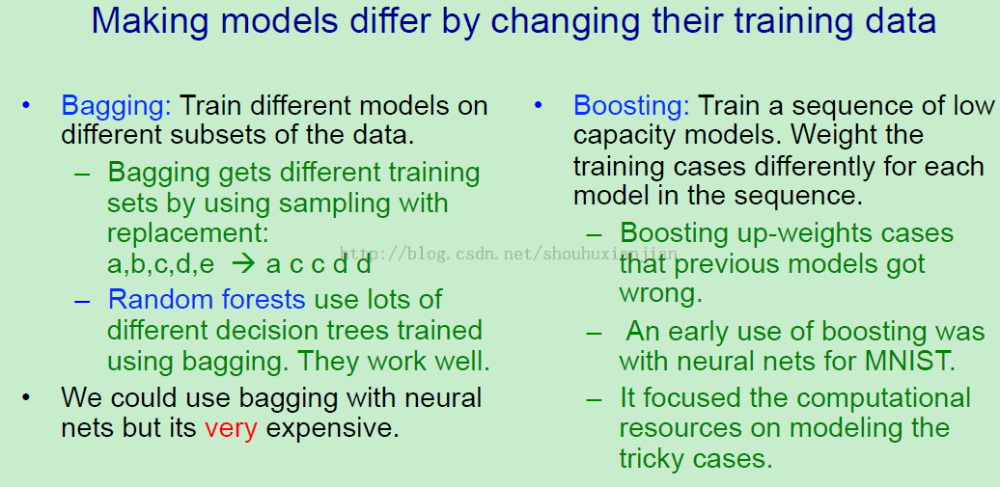 Making models differ by changing their training data
• Bagging: Train different models on
different subsets of the data.
– Bagging gets different training
sets by using sampling with
replacement:
a,b,c,d,e → a c c d d
– Random forests use lots of
different decision trees trained
using bagging. They work well.
• We could use bagging with neural
nets but its very expensive.
• Boosting: Train a sequence of low
capacity models. Weight the
training cases differently for each
model in the sequence.
– Boosting up-weights cases
that previous models got
wrong.
– An early use of boosting was
with neural nets for MNIST.
– It focused the computational
resources on modeling the
tricky cases.
http://blog.csdn.net/shouhuxianjian